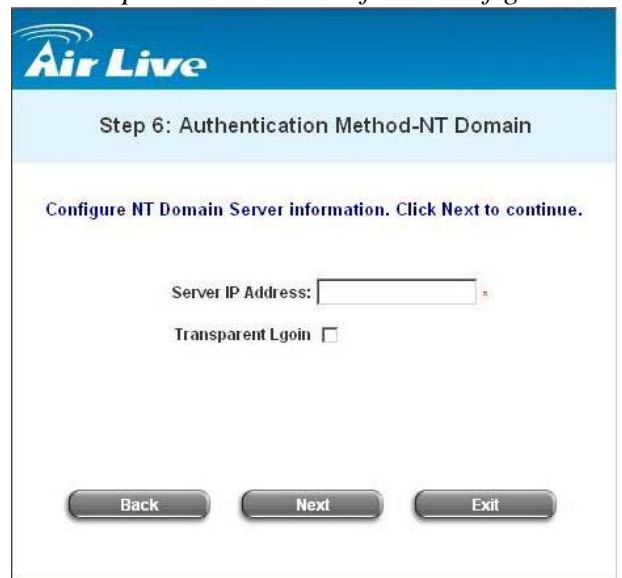 Air Live
Step 6: Authentication Method-NT Domain
Configure NT Domain Server information. Click Next to continue.
Server IP Address: *
Transparent Lgoin
Back Next Exit